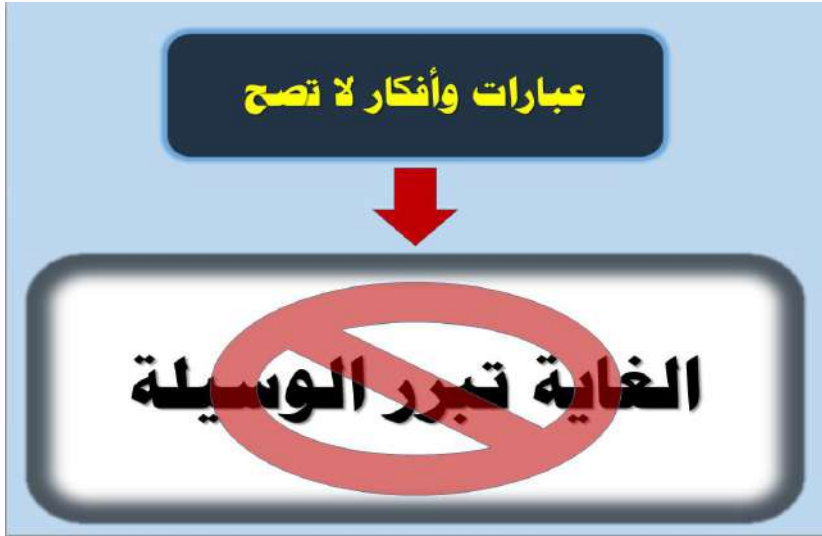 عبارات وأفكار لا تصح
الغاية تبرر الوسيلة